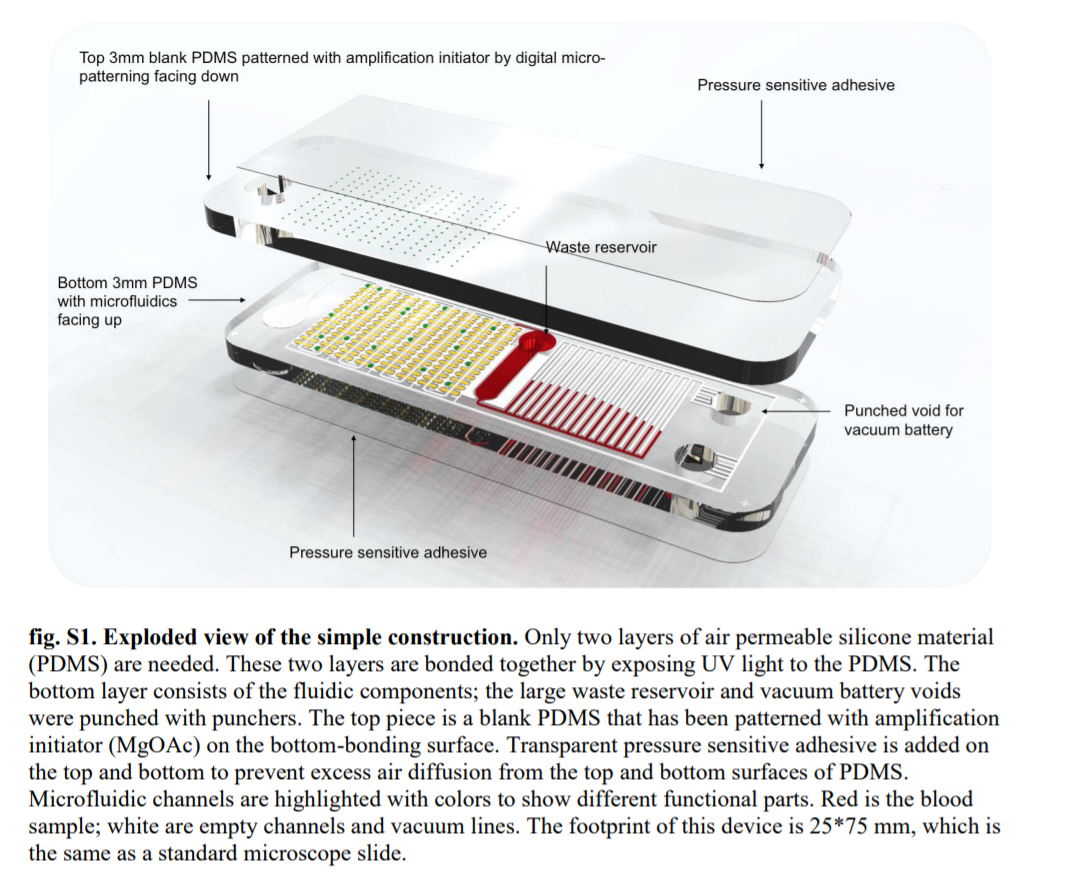 Top 3mm blank PDMS patterned with amplification initiator by digital micro-
patterning facing down
Pressure sensitive adhesive
Waste reservoir
Bottom 3mm PDMS
with microfluidics
facing up
Punched void for
vacuum battery
Pressure sensitive adhesive
fig. S1. Exploded view of the simple construction. Only two layers of air permeable silicone material
(PDMS) are needed. These two layers are bonded together by exposing UV light to the PDMS. The
bottom layer consists of the fluidic components; the large waste reservoir and vacuum battery voids
were punched with punchers. The top piece is a blank PDMS that has been patterned with amplification
initiator (MgOAc) on the bottom-bonding surface. Transparent pressure sensitive adhesive is added on
the top and bottom to prevent excess air diffusion from the top and bottom surfaces of PDMS.
Microfluidic channels are highlighted with colors to show different functional parts. Red is the blood
sample; white are empty channels and vacuum lines. The footprint of this device is 25*75 mm, which is
the same as a standard microscope slide.